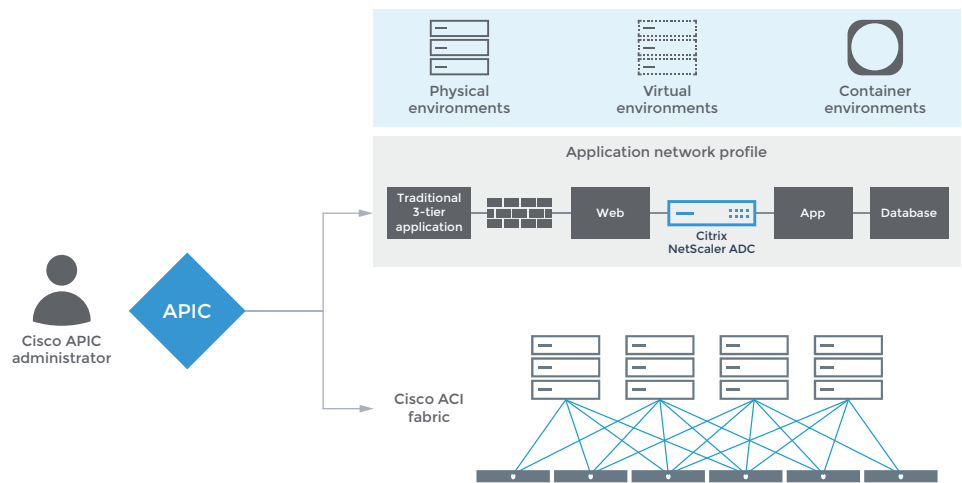 Physical
environments
Virtual
environments
Container
environments
Application network profile
Traditional
3-tier
application
Web
Citrix
NetScaler ADC
App
Database
Cisco APIC
administrator
APIC
Cisco ACI
fabric